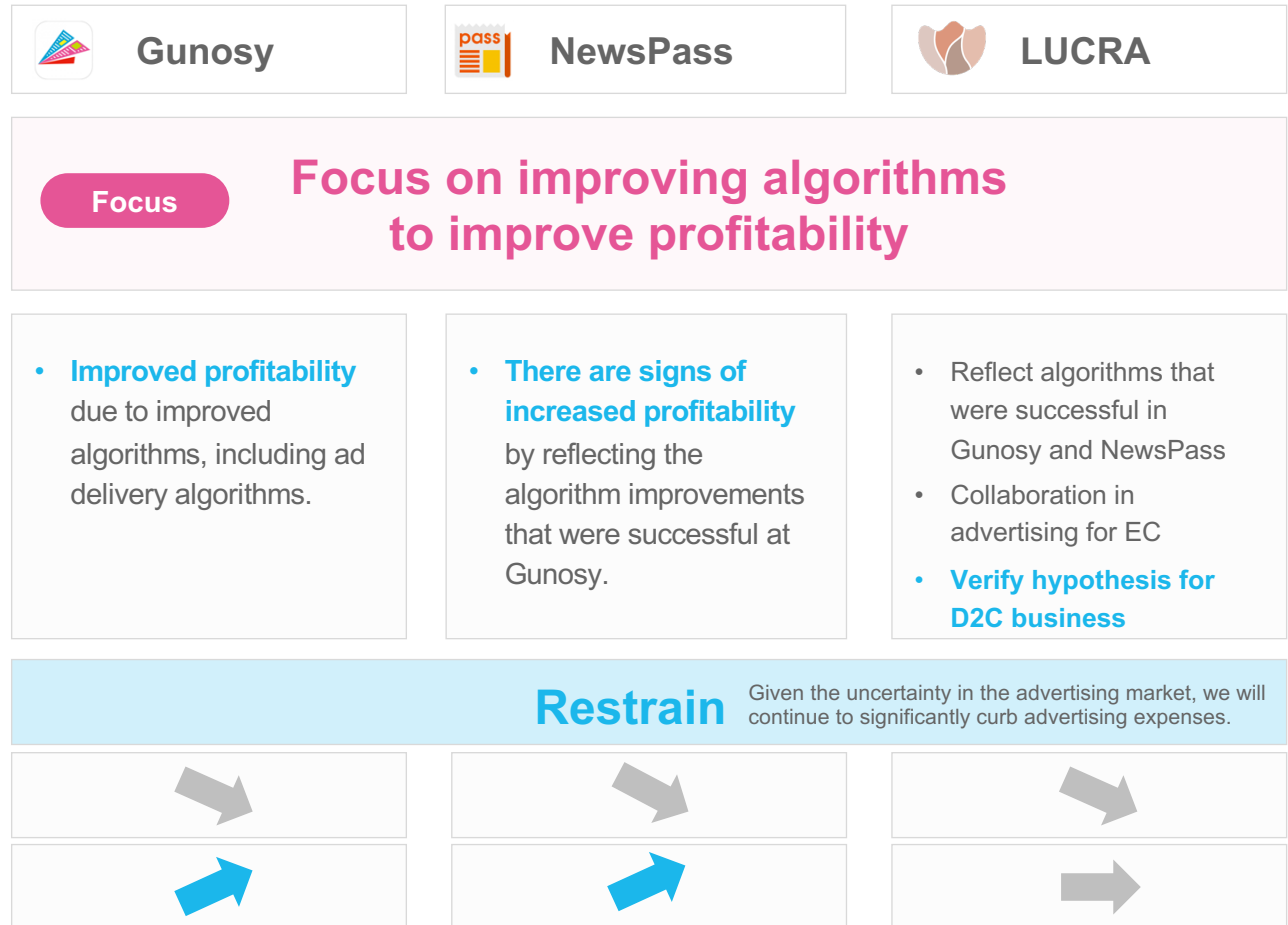 Gunosy
pass
NewsPass
LUCRA
Focus
Focus on improving algorithms
to improve profitability
• Improved profitability
due to improved
algorithms, including ad
delivery algorithms.
• There are signs of
increased profitability
by reflecting the
algorithm improvements
that were successful at
Gunosy.
• Reflect algorithms that
were successful in
Gunosy and NewsPass
• Collaboration in
advertising for EC
• Verify hypothesis for
D2C business
Restrain
Given the uncertainty in the advertising market, we will
continue to significantly curb advertising expenses.